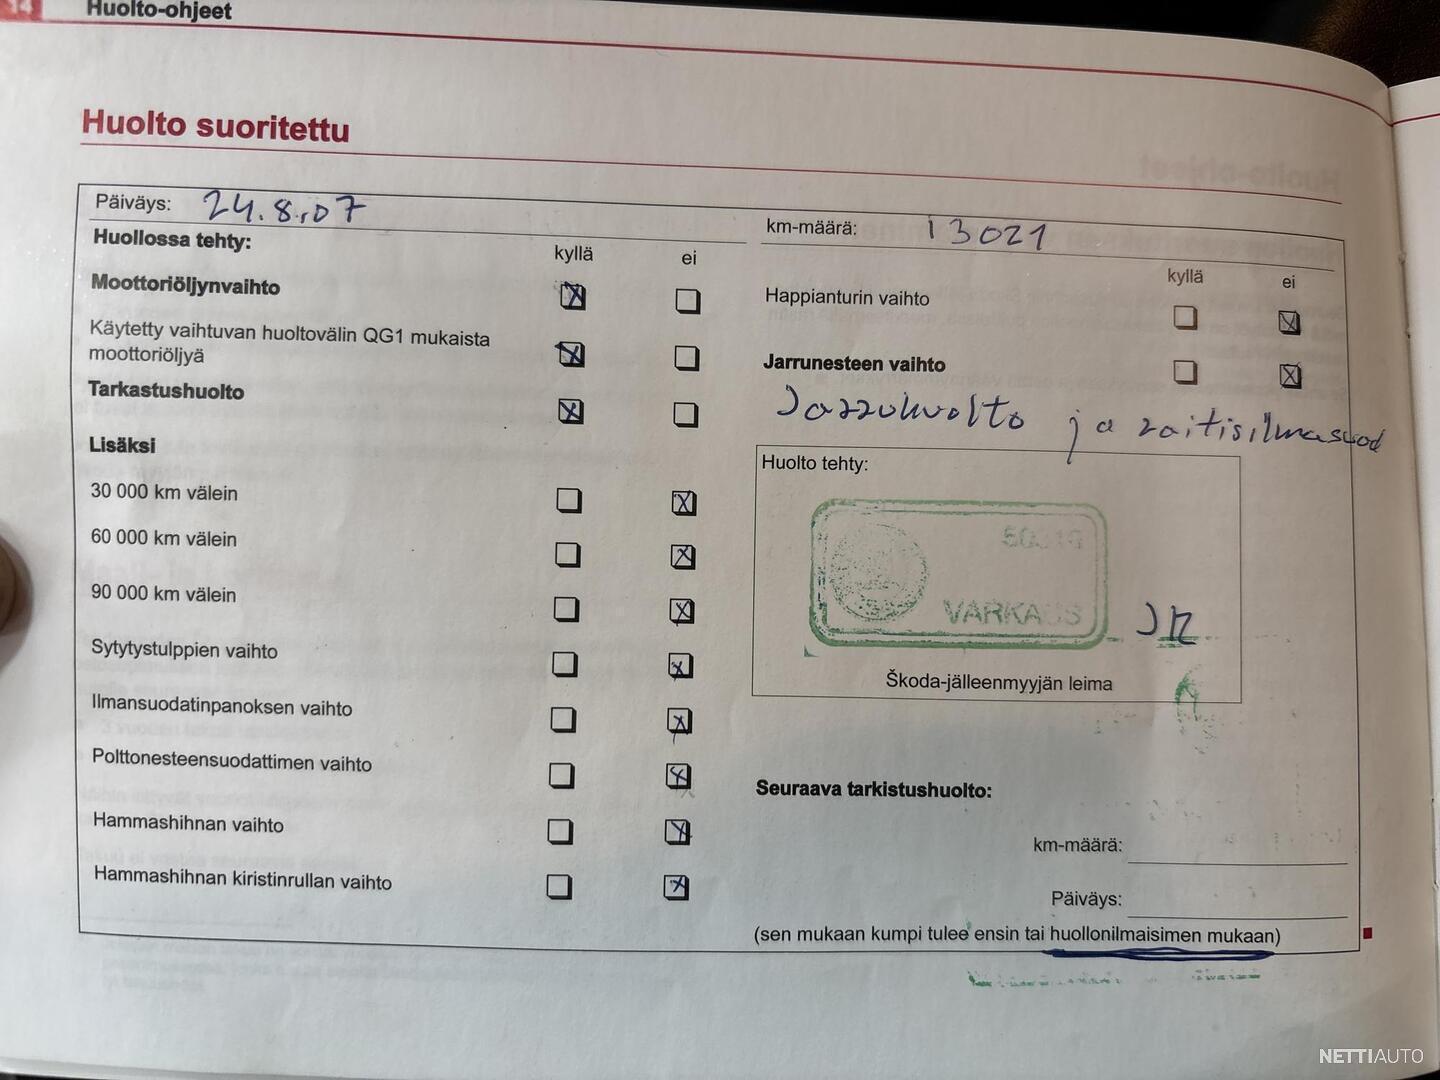 14 Huolto-ohjeet
Huolto suoritettu
Päiväys: 24.8.07
km-määrä: 13021
Huollossa tehty:
kyllä ei
kyllä ei
Moottoriöljynvaihto
Käytetty vaihtuvan huoltovälin QG1 mukaista
moottoriöljyä
Tarkastushuolto
Lisäksi
30 000 km välein
60 000 km välein
90 000 km välein
Sytytystulppien vaihto
Ilmansuodatinpanoksen vaihto
Polttonesteensuodattimen vaihto
Hammashihnan vaihto
Hammashihnan kiristinrullan vaihto
Happianturin vaihto
Jarrunesteen vaihto
Jarruhuolto ja raitisilmasuod
Huolto tehty:
VARKAUS
Škoda-jälleenmyyjän leima
Seuraava tarkistushuolto:
km-määrä:
Päiväys:
(sen mukaan kumpi tulee ensin tai huollonilmaisimen mukaan)
NETTIAUTO